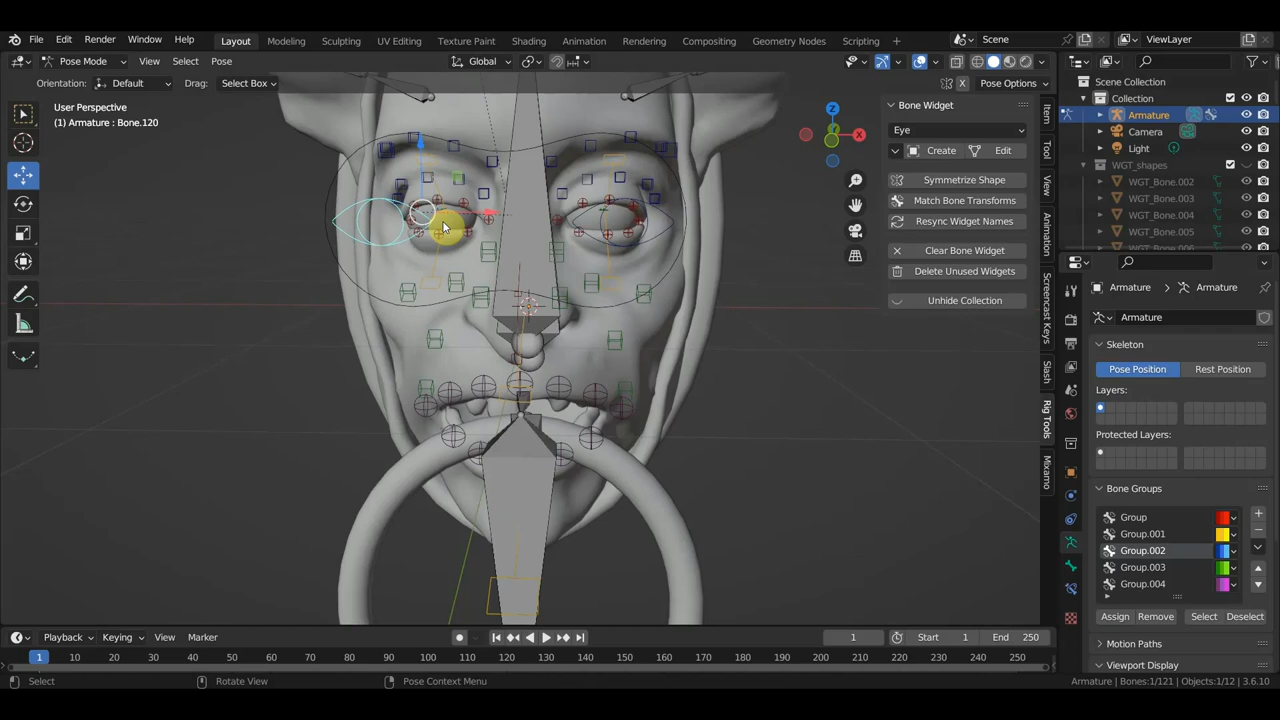 File Edit Render Window Help Layout Modeling Sculpting UV Editing Texture Paint Shading Animation Rendering Compositing Geometry Nodes Scripting + Scene ViewLayer
Pose Mode View Select Pose Global
Orientation: Default Drag: Select Box X Pose Options
User Perspective
(1) Armature : Bone.120
Z
X
Y
Bone Widget
Eye
Create Edit
Symmetrize Shape
Match Bone Transforms
Resync Widget Names
Clear Bone Widget
Delete Unused Widgets
Unhide Collection
Item
Tool
View
Animation
Screencast Keys
Slash
Rig Tools
Mixamo
Scene Collection
Collection
Armature
Camera
Light
WGT_shapes
WGT_Bone.002
WGT_Bone.003
WGT_Bone.004
WGT_Bone.005
WGT_Bone.006
Armature Armature
Armature
Skeleton
Pose Position Rest Position
Layers:
Protected Layers:
Bone Groups
Group
Group.001
Group.002
Group.003
Group.004
Assign Remove Select Deselect
Motion Paths
Viewport Display
Playback Keying View Marker 1 Start 1 End 250
1 10 20 30 40 50 60 70 80 90 100 110 120 130 140 150 160 170 180 190 200 210 220 230 240 250
Select Rotate View Pose Context Menu Armature | Bones:1/121 | Objects:1/12 | 3.6.10